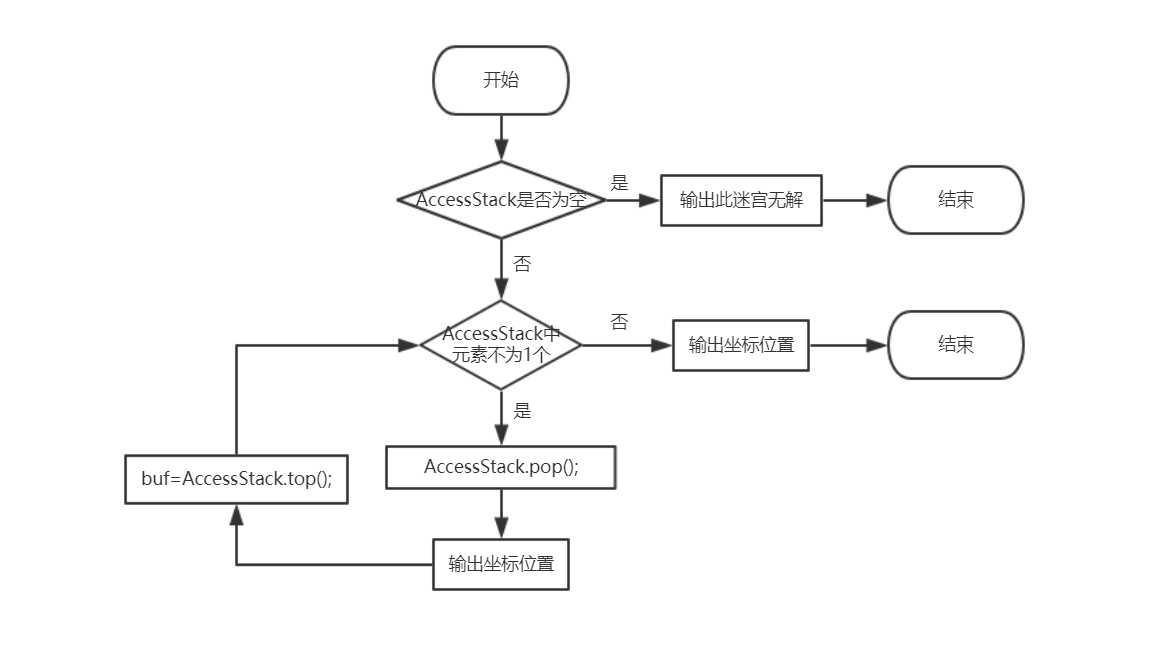 开始
AccessStack是否为空
是
输出此迷宫无解
结束
否
AccessStack中
元素不为1个
否
输出坐标位置
结束
是
AccessStack.pop();
buf=AccessStack.top();
输出坐标位置